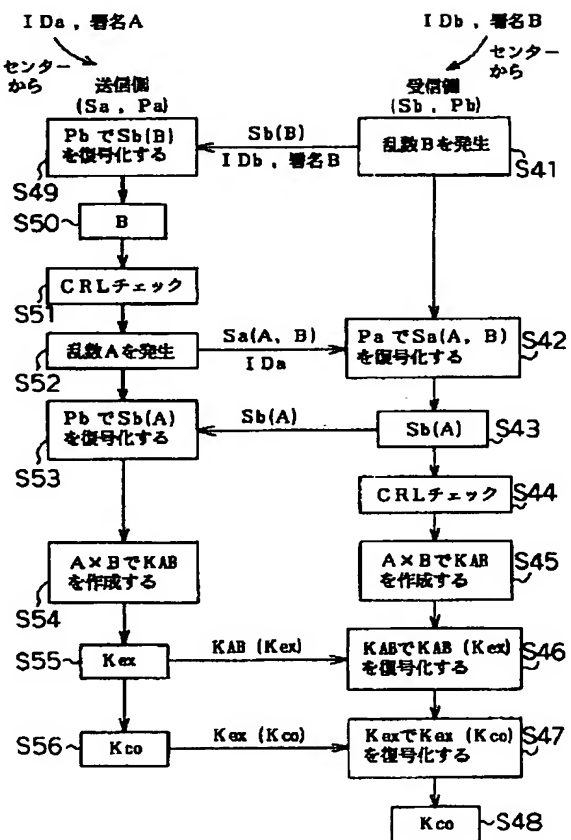 IDa , 署名A
IDb , 署名B
センター
から
センター
から
送信側
(Sa , Pa)
受信側
(Sb , Pb)
PbでSb(B)
を復号化する
S49
Sb(B)
IDb , 署名B
乱数Bを発生
S41
S50
B
CRLチェック
S51
乱数Aを発生
S52
Sa(A, B)
IDa
PaでSa(A, B)
を復号化する
S42
PbでSb(A)
を復号化する
S53
Sb(A)
Sb(A)
S43
CRLチェック
S44
A×BでKAB
を作成する
S54
A×BでKAB
を作成する
S45
S55
Kex
KAB (Kex)
KABでKAB (Kex)
を復号化する
S46
S56
Kco
Kex (Kco)
KexでKex (Kco)
を復号化する
S47
Kco
S48